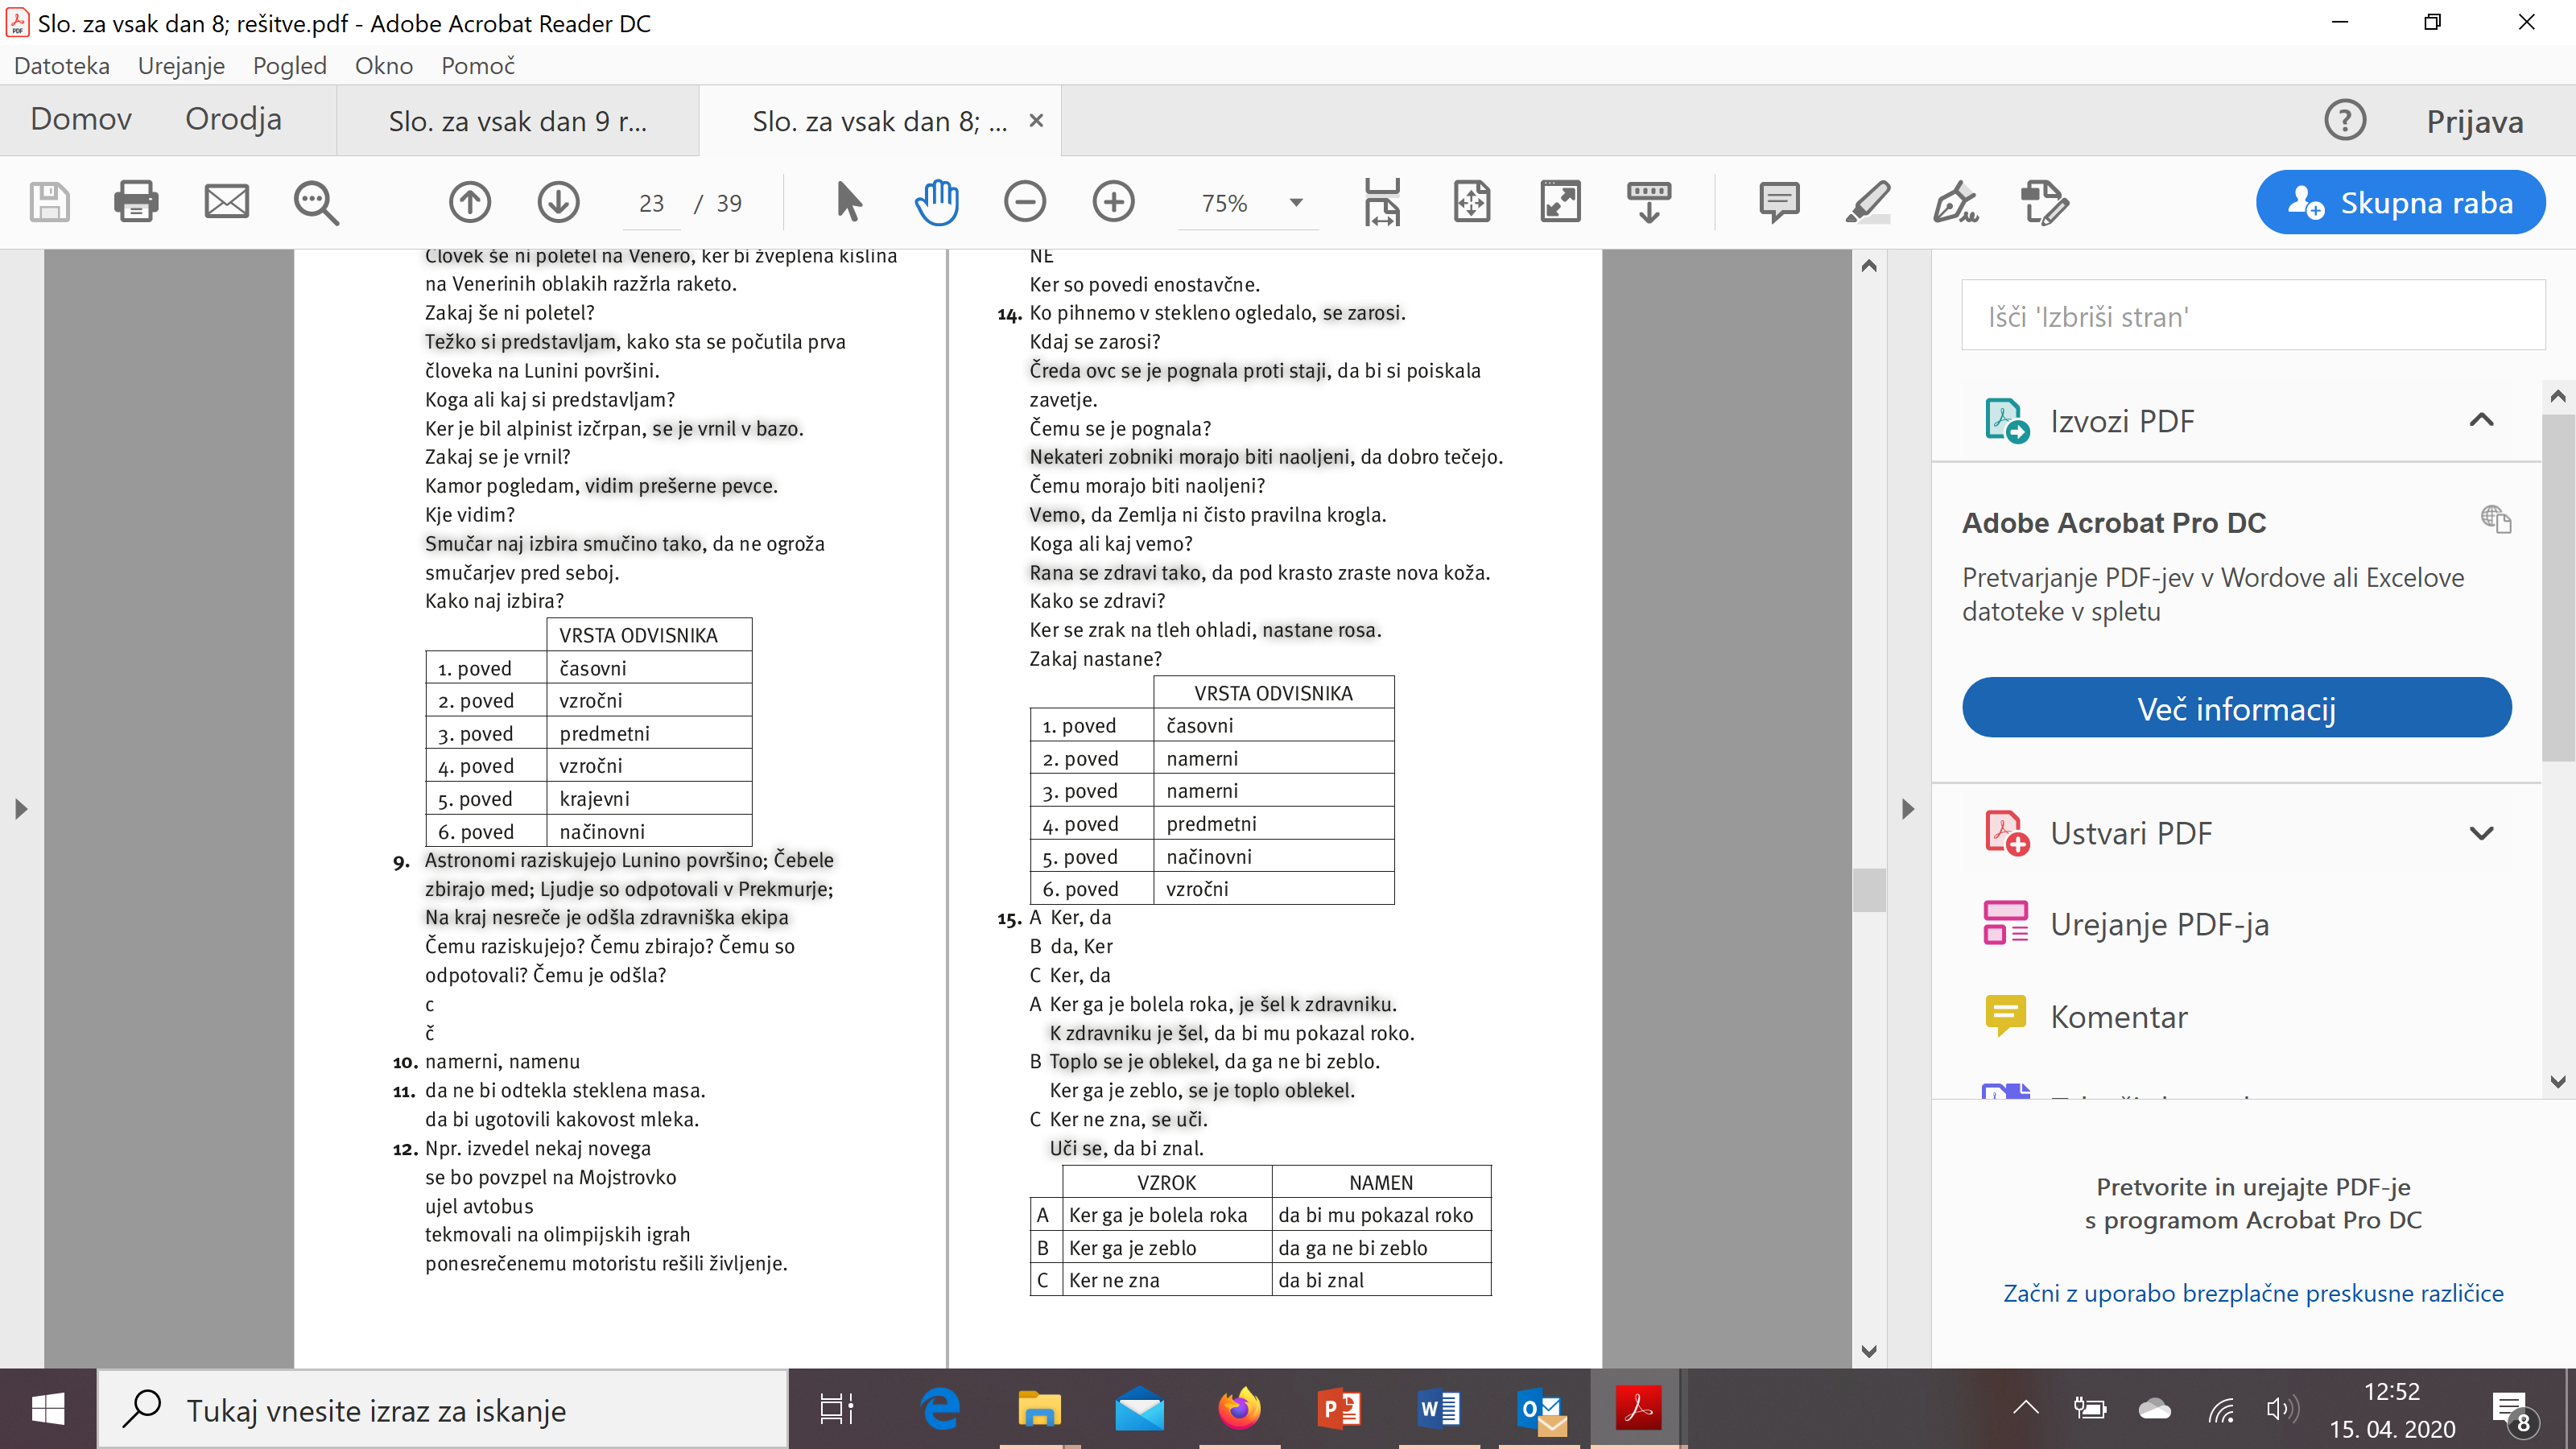 Slo. za vsak dan 8; rešitve.pdf - Adobe Acrobat Reader DC
Datoteka Urejanje Pogled Okno Pomoč
Domov Orodja Slo. za vsak dan 9 r... Slo. za vsak dan 8; ... Prijava
23 / 39 75% Skupna raba
Človek še ni poletel na Venero, ker bi žveplena kislina
na Venerinih oblakih razžrla raketo.
Zakaj še ni poletel?
Težko si predstavljam, kako sta se počutila prva
človeka na Lunini površini.
Koga ali kaj si predstavljam?
Ker je bil alpinist izčrpan, se je vrnil v bazo.
Zakaj se je vrnil?
Kamor pogledam, vidim prešerne pevce.
Kje vidim?
Smučar naj izbira smučino tako, da ne ogroža
smučarjev pred seboj.
Kako naj izbira?
VRSTA ODVISNIKA
1. poved časovni
2. poved vzročni
3. poved predmetni
4. poved vzročni
5. poved krajevni
6. poved načinovni
9. Astronomi raziskujejo Lunino površino; Čebele
zbirajo med; Ljudje so odpotovali v Prekmurje;
Na kraj nesreče je odšla zdravniška ekipa
Čemu raziskujejo? Čemu zbirajo? Čemu so
odpotovali? Čemu je odšla?
c
č
10. namerni, namenu
11. da ne bi odtekla steklena masa.
da bi ugotovili kakovost mleka.
12. Npr. izvedel nekaj novega
se bo povzpel na Mojstrovko
ujel avtobus
tekmovali na olimpijskih igrah
ponesrečenemu motoristu rešili življenje.
NE
Ker so povedi enostavčne.
14. Ko pihnemo v stekleno ogledalo, se zarosi.
Kdaj se zarosi?
Čreda ovc se je pognala proti staji, da bi si poiskala
zavetje.
Čemu se je pognala?
Nekateri zobniki morajo biti naoljeni, da dobro tečejo.
Čemu morajo biti naoljeni?
Vemo, da Zemlja ni čisto pravilna krogla.
Koga ali kaj vemo?
Rana se zdravi tako, da pod krasto zraste nova koža.
Kako se zdravi?
Ker se zrak na tleh ohladi, nastane rosa.
Zakaj nastane?
VRSTA ODVISNIKA
1. poved časovni
2. poved namerni
3. poved namerni
4. poved predmetni
5. poved načinovni
6. poved vzročni
15. A Ker, da
B da, Ker
C Ker, da
A Ker ga je bolela roka, je šel k zdravniku.
K zdravniku je šel, da bi mu pokazal roko.
B Toplo se je oblekel, da ga ne bi zeblo.
Ker ga je zeblo, se je toplo oblekel.
C Ker ne zna, se uči.
Uči se, da bi znal.
VZROK NAMEN
A Ker ga je bolela roka da bi mu pokazal roko
B Ker ga je zeblo da ga ne bi zeblo
C Ker ne zna da bi znal
Išči 'Izbriši stran'
Izvozi PDF
Adobe Acrobat Pro DC
Pretvarjanje PDF-jev v Wordove ali Excelove
datoteke v spletu
Več informacij
Ustvari PDF
Urejanje PDF-ja
Komentar
Pretvorite in urejajte PDF-je
s programom Acrobat Pro DC
Začni z uporabo brezplačne preskusne različice
Tukaj vnesite izraz za iskanje
12:52
15. 04. 2020
8